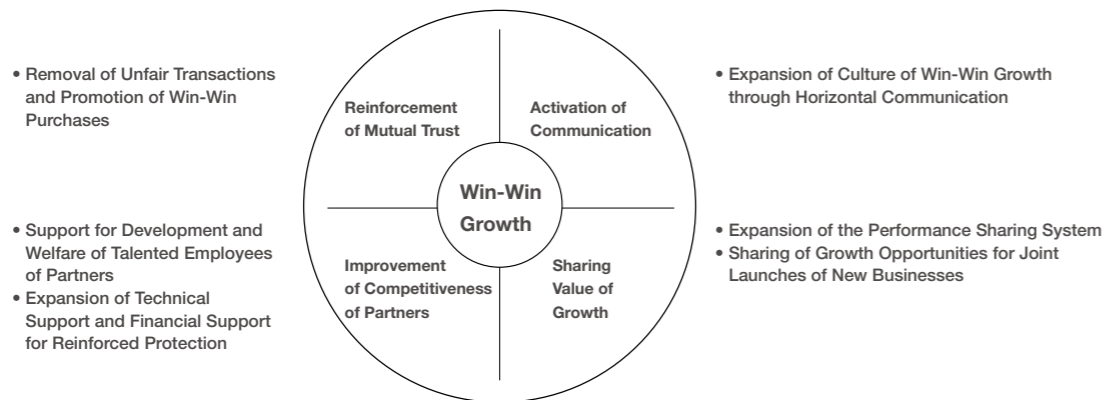 • Removal of Unfair Transactions
and Promotion of Win-Win
Purchases
Reinforcement
of Mutual Trust
Activation of
Communication
• Expansion of Culture of Win-Win Growth
through Horizontal Communication
Win-Win
Growth
• Support for Development and
Welfare of Talented Employees
of Partners
• Expansion of Technical
Support and Financial Support
for Reinforced Protection
Improvement
of Competitiveness
of Partners
Sharing
Value of
Growth
• Expansion of the Performance Sharing System
• Sharing of Growth Opportunities for Joint
Launches of New Businesses